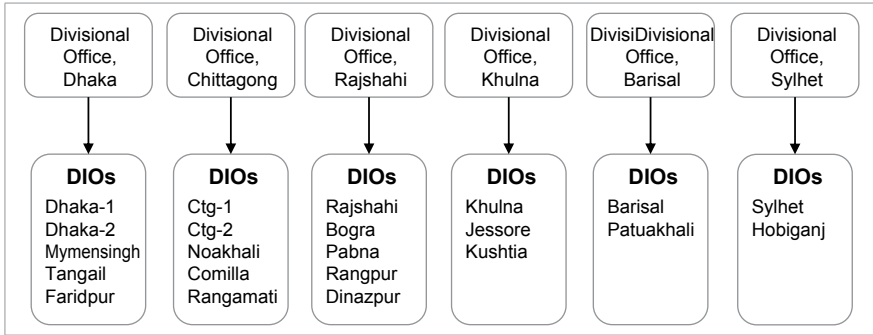 Divisional
Office,
Dhaka
Divisional
Office,
Chittagong
Divisional
Office,
Rajshahi
Divisional
Office,
Khulna
DivisiDivisional
Office,
Barisal
Divisional
Office,
Sylhet
DIOs
Dhaka-1
Dhaka-2
Mymensingh
Tangail
Faridpur
DIOs
Ctg-1
Ctg-2
Noakhali
Comilla
Rangamati
DIOs
Rajshahi
Bogra
Pabna
Rangpur
Dinazpur
DIOs
Khulna
Jessore
Kushtia
DIOs
Barisal
Patuakhali
DIOs
Sylhet
Hobiganj